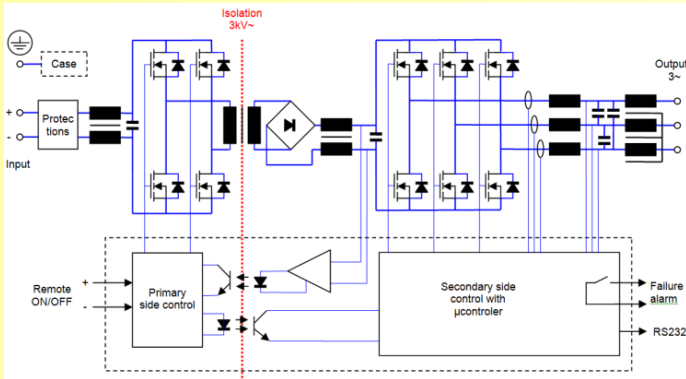 Isolation
3kV~
Case
Output
3~
+
-
Protec
tions
Input
Remote
ON/OFF
+
-
Primary
side control
Secondary side
control with
µcontroler
Failure
alarm
RS232